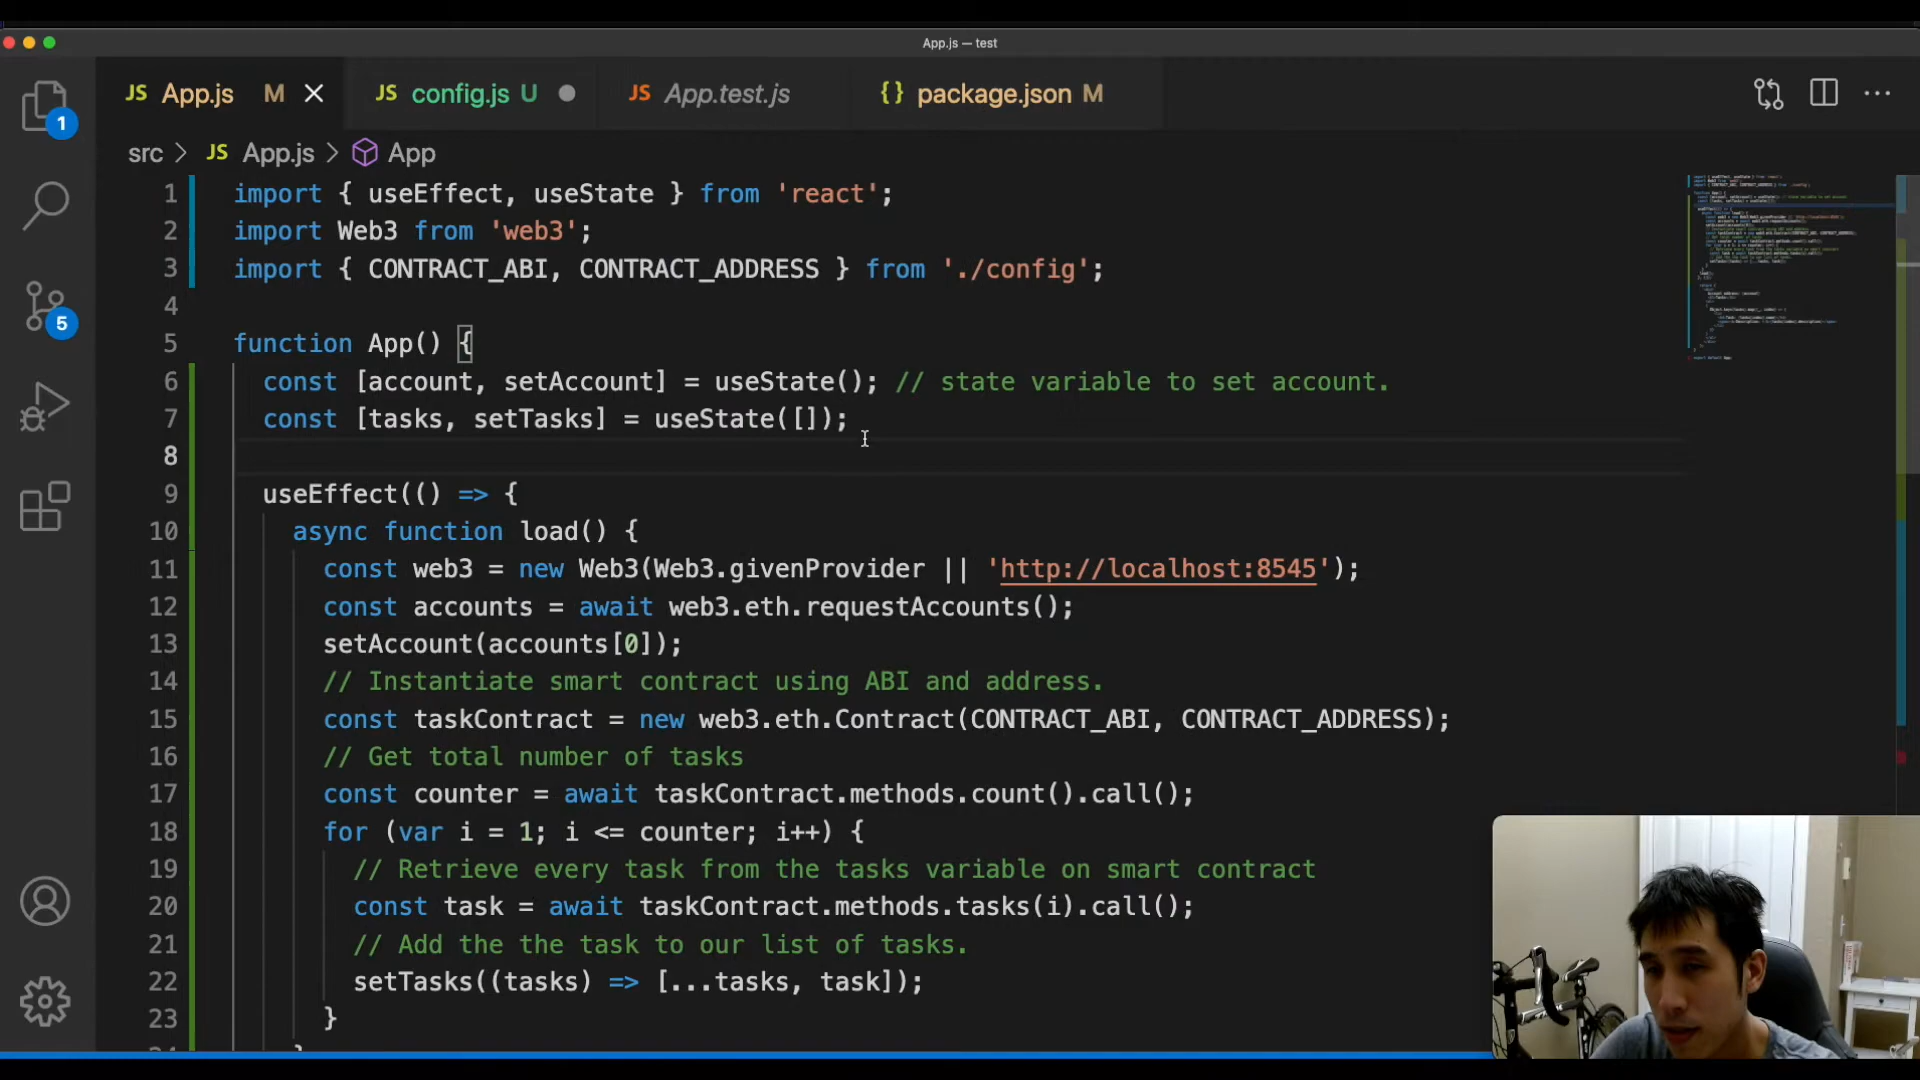 App.js — test
JS App.js M
JS config.js U
JS App.test.js
{} package.json M
1
5
src > JS App.js > App
1 import { useEffect, useState } from 'react';
2 import Web3 from 'web3';
3 import { CONTRACT_ABI, CONTRACT_ADDRESS } from './config';
4
5 function App() {
6 const [account, setAccount] = useState(); // state variable to set account.
7 const [tasks, setTasks] = useState([]);
8
9 useEffect(() => {
10 async function load() {
11 const web3 = new Web3(Web3.givenProvider || 'http://localhost:8545');
12 const accounts = await web3.eth.requestAccounts();
13 setAccount(accounts[0]);
14 // Instantiate smart contract using ABI and address.
15 const taskContract = new web3.eth.Contract(CONTRACT_ABI, CONTRACT_ADDRESS);
16 // Get total number of tasks
17 const counter = await taskContract.methods.count().call();
18 for (var i = 1; i <= counter; i++) {
19 // Retrieve every task from the tasks variable on smart contract
20 const task = await taskContract.methods.tasks(i).call();
21 // Add the the task to our list of tasks.
22 setTasks((tasks) => [...tasks, task]);
23 }